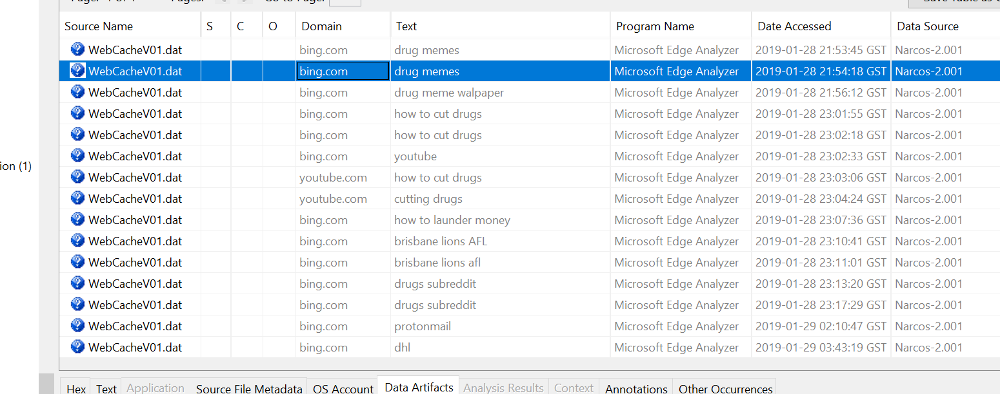 Source Name S C O Domain Text Program Name Date Accessed Data Source
WebCacheV01.dat bing.com drug memes Microsoft Edge Analyzer 2019-01-28 21:53:45 GST Narcos-2.001
WebCacheV01.dat bing.com drug memes Microsoft Edge Analyzer 2019-01-28 21:54:18 GST Narcos-2.001
WebCacheV01.dat bing.com drug meme walpaper Microsoft Edge Analyzer 2019-01-28 21:56:12 GST Narcos-2.001
WebCacheV01.dat bing.com how to cut drugs Microsoft Edge Analyzer 2019-01-28 23:01:55 GST Narcos-2.001
WebCacheV01.dat bing.com how to cut drugs Microsoft Edge Analyzer 2019-01-28 23:02:18 GST Narcos-2.001
WebCacheV01.dat bing.com youtube Microsoft Edge Analyzer 2019-01-28 23:02:33 GST Narcos-2.001
ion (1)
WebCacheV01.dat youtube.com how to cut drugs Microsoft Edge Analyzer 2019-01-28 23:03:06 GST Narcos-2.001
WebCacheV01.dat youtube.com cutting drugs Microsoft Edge Analyzer 2019-01-28 23:04:24 GST Narcos-2.001
WebCacheV01.dat bing.com how to launder money Microsoft Edge Analyzer 2019-01-28 23:07:36 GST Narcos-2.001
WebCacheV01.dat bing.com brisbane lions AFL Microsoft Edge Analyzer 2019-01-28 23:10:41 GST Narcos-2.001
WebCacheV01.dat bing.com brisbane lions afl Microsoft Edge Analyzer 2019-01-28 23:11:01 GST Narcos-2.001
WebCacheV01.dat bing.com drugs subreddit Microsoft Edge Analyzer 2019-01-28 23:13:20 GST Narcos-2.001
WebCacheV01.dat bing.com drugs subreddit Microsoft Edge Analyzer 2019-01-28 23:17:29 GST Narcos-2.001
WebCacheV01.dat bing.com protonmail Microsoft Edge Analyzer 2019-01-29 02:10:47 GST Narcos-2.001
WebCacheV01.dat bing.com dhl Microsoft Edge Analyzer 2019-01-29 03:43:19 GST Narcos-2.001
Hex Text Application Source File Metadata OS Account Data Artifacts Analysis Results Context Annotations Other Occurrences